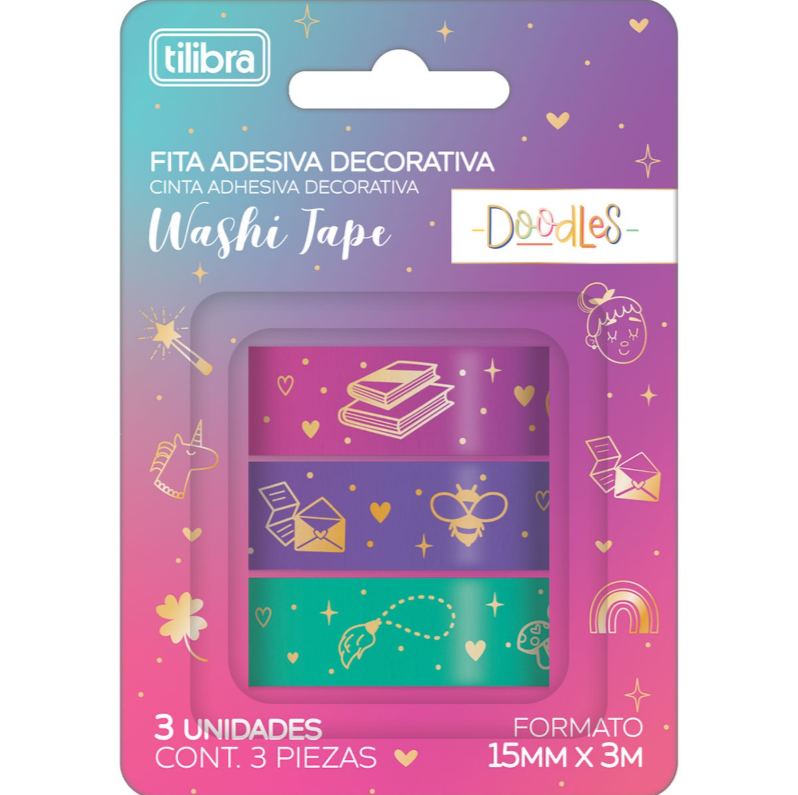 tilibra
FITA ADESIVA DECORATIVA
CINTA ADHESIVA DECORATIVA
Washi Tape
-DOODLES-
3 UNIDADES
CONT. 3 PIEZAS
FORMATO
15MM X 3M